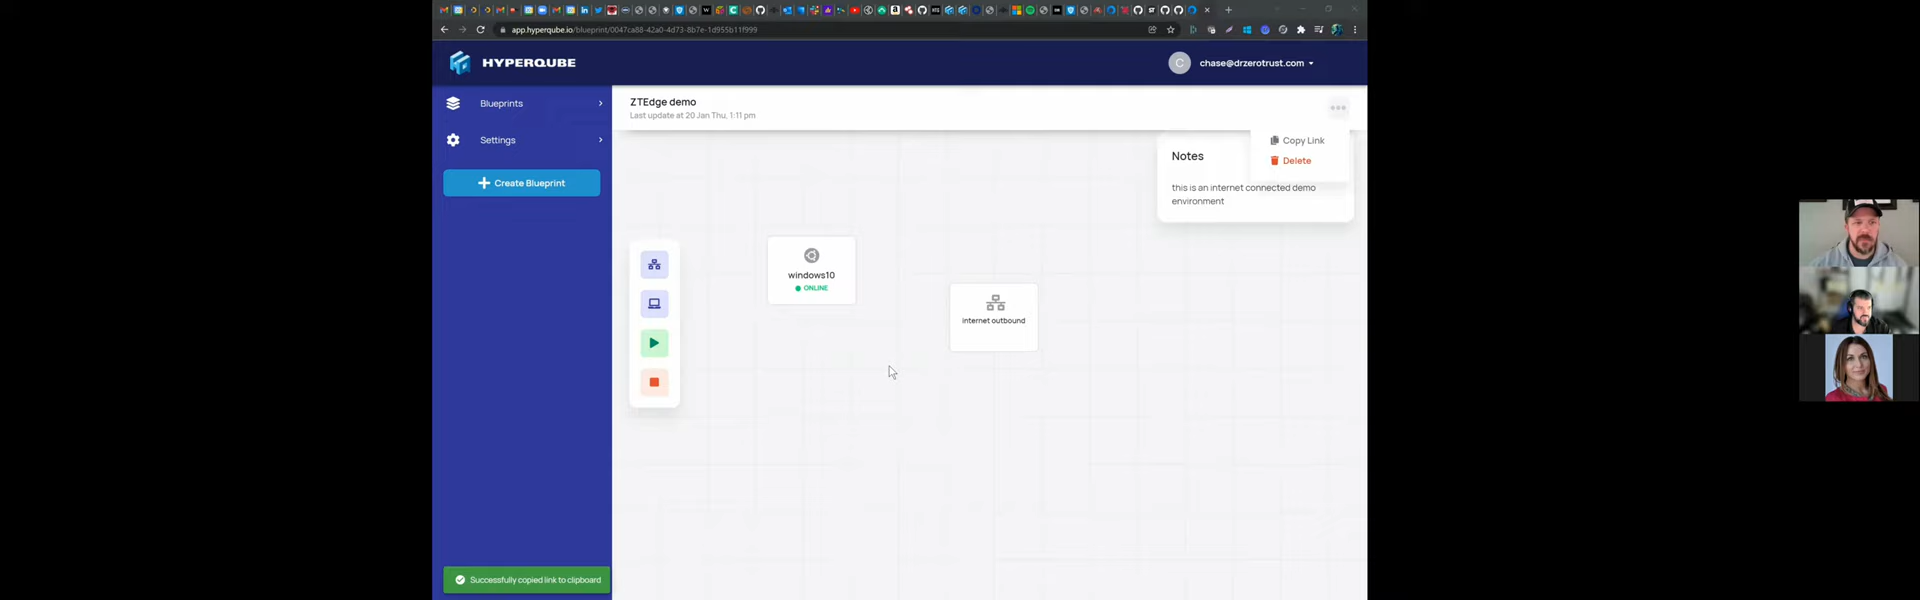 app.hyperqube.io/blueprint/0047ca88-42a0-4d73-8b7e-1d955b11f999
HYPERQUBE
C
chase@drzerotrust.com
Blueprints
Settings
Create Blueprint
ZTEdge demo
Last update at 20 Jan Thu, 1:11 pm
Copy Link
Delete
Notes
this is an internet connected demo
environment
windows10
ONLINE
internet outbound
Successfully copied link to clipboard